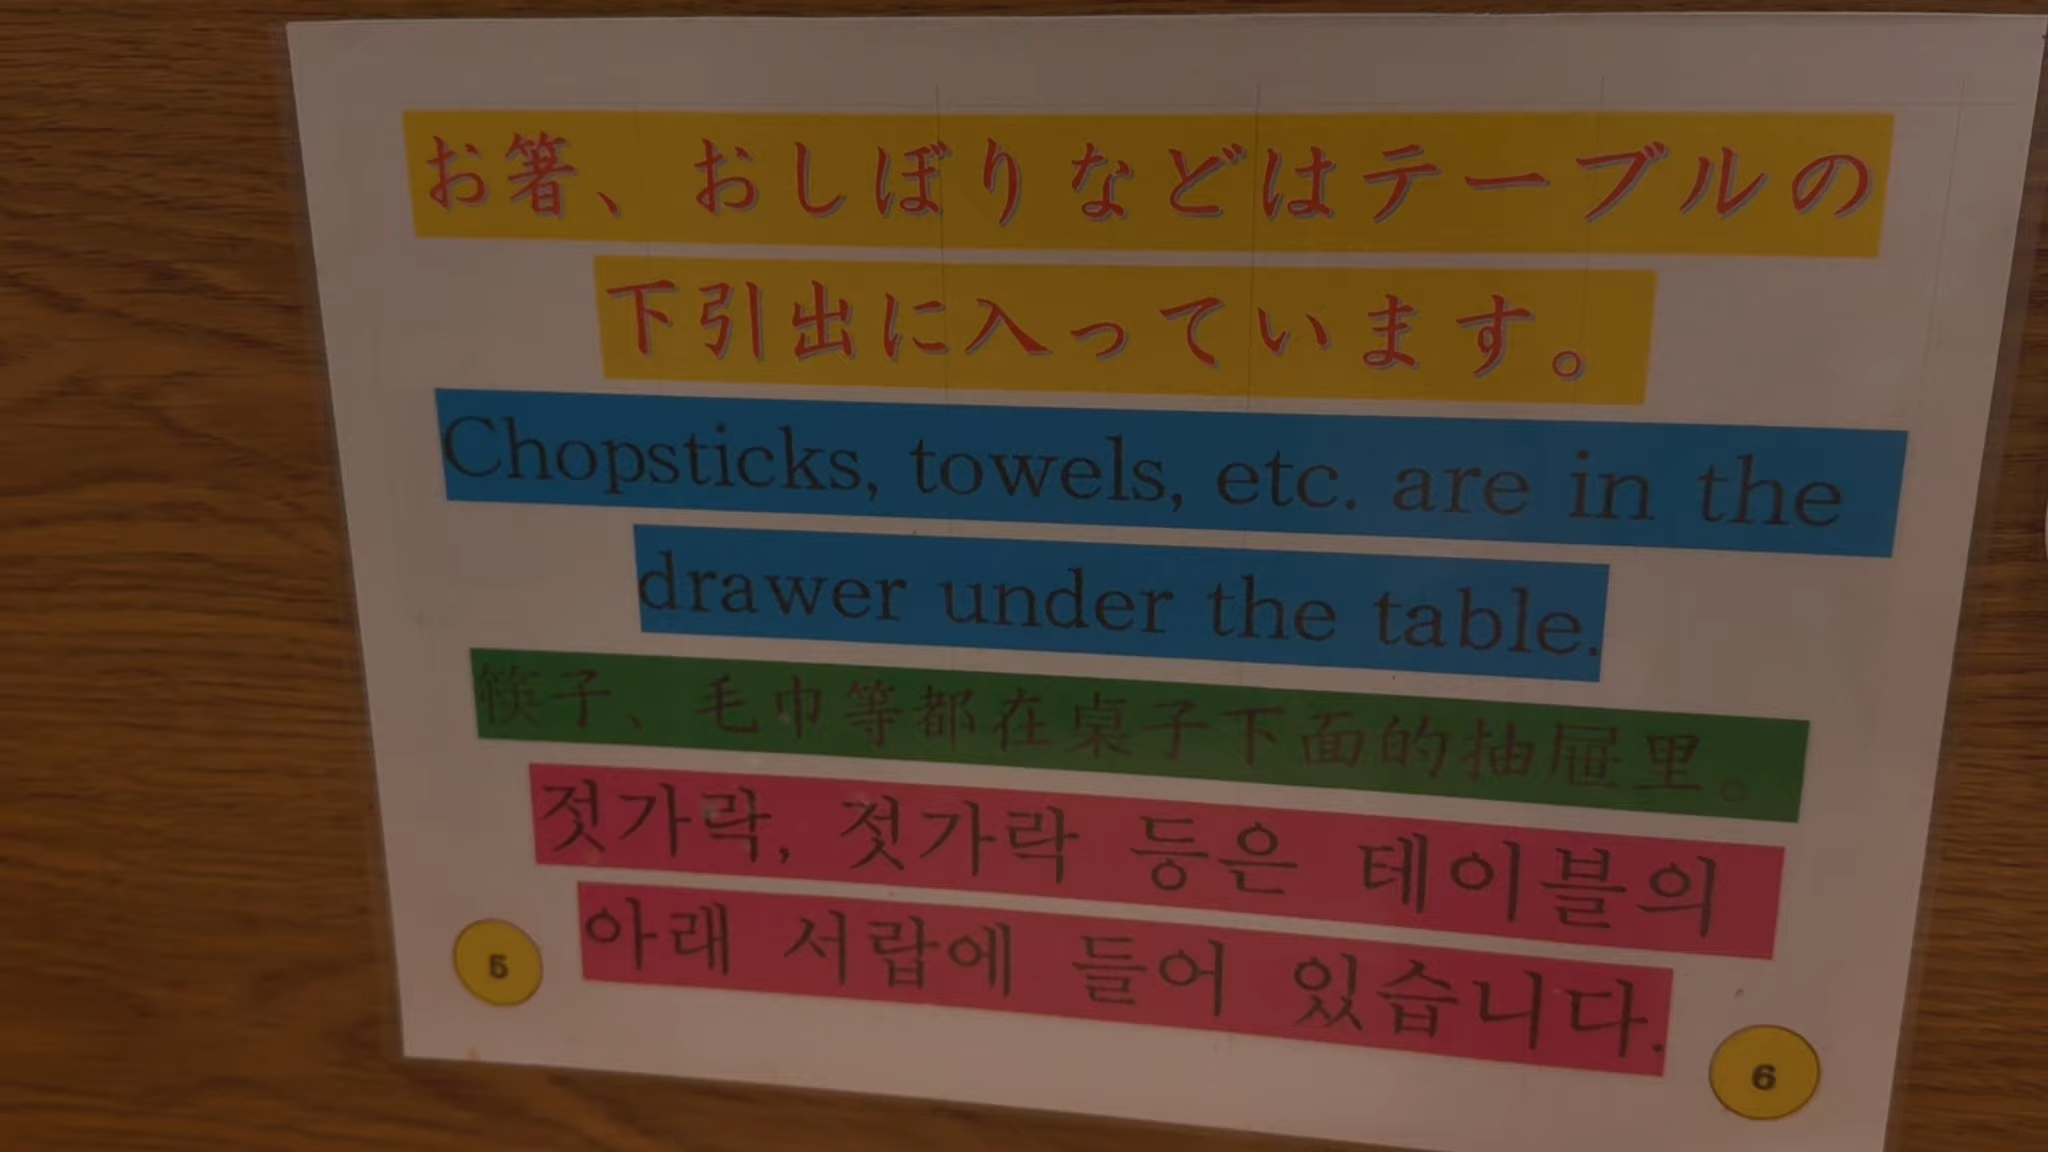 お箸、おしぼりなどはテーブルの
下引出に入っています。
Chopsticks, towels, etc. are in the
drawer under the table.
筷子、毛巾等都在桌子下面的抽屉里。
젓가락, 젓가락 등은 테이블의
아래 서랍에 들어 있습니다.
5
6